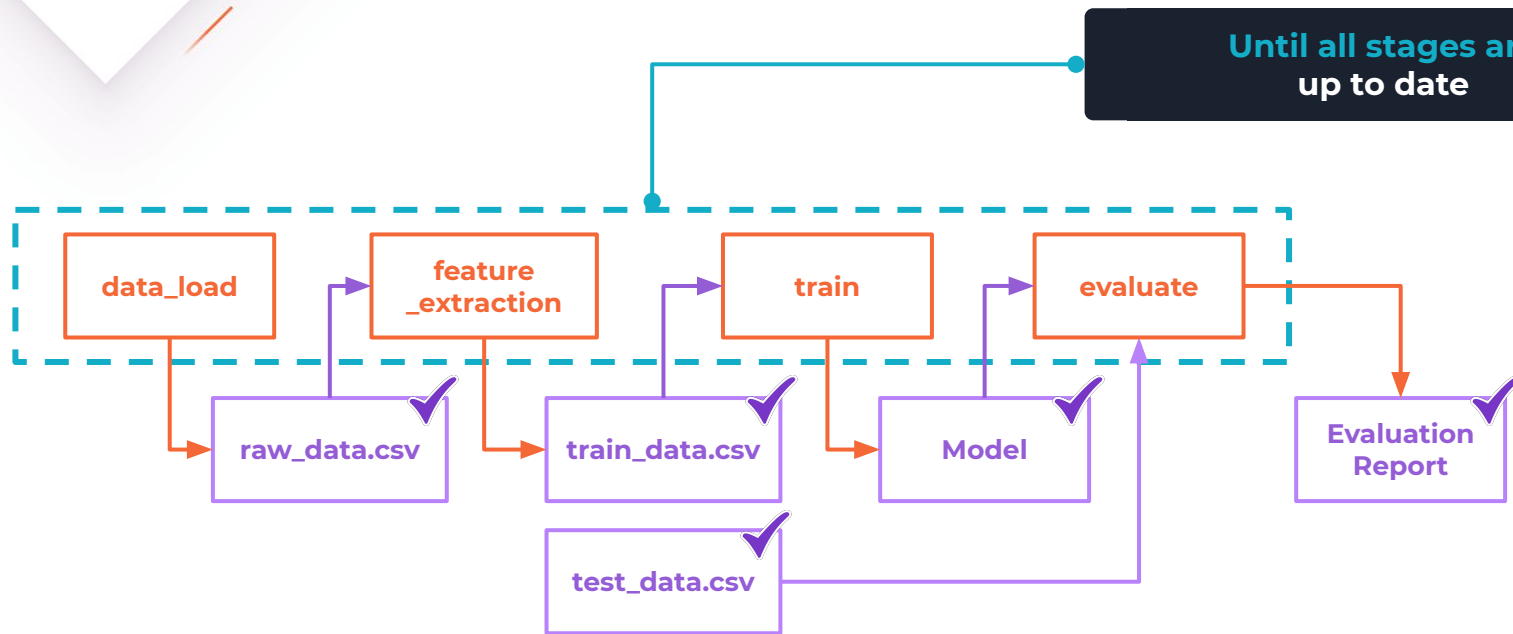 Until all stages
up to date
data_load
feature
_extraction
train
evaluate
raw_data.csv
train_data.csv
Model
Evaluation
Report
test_data.csv